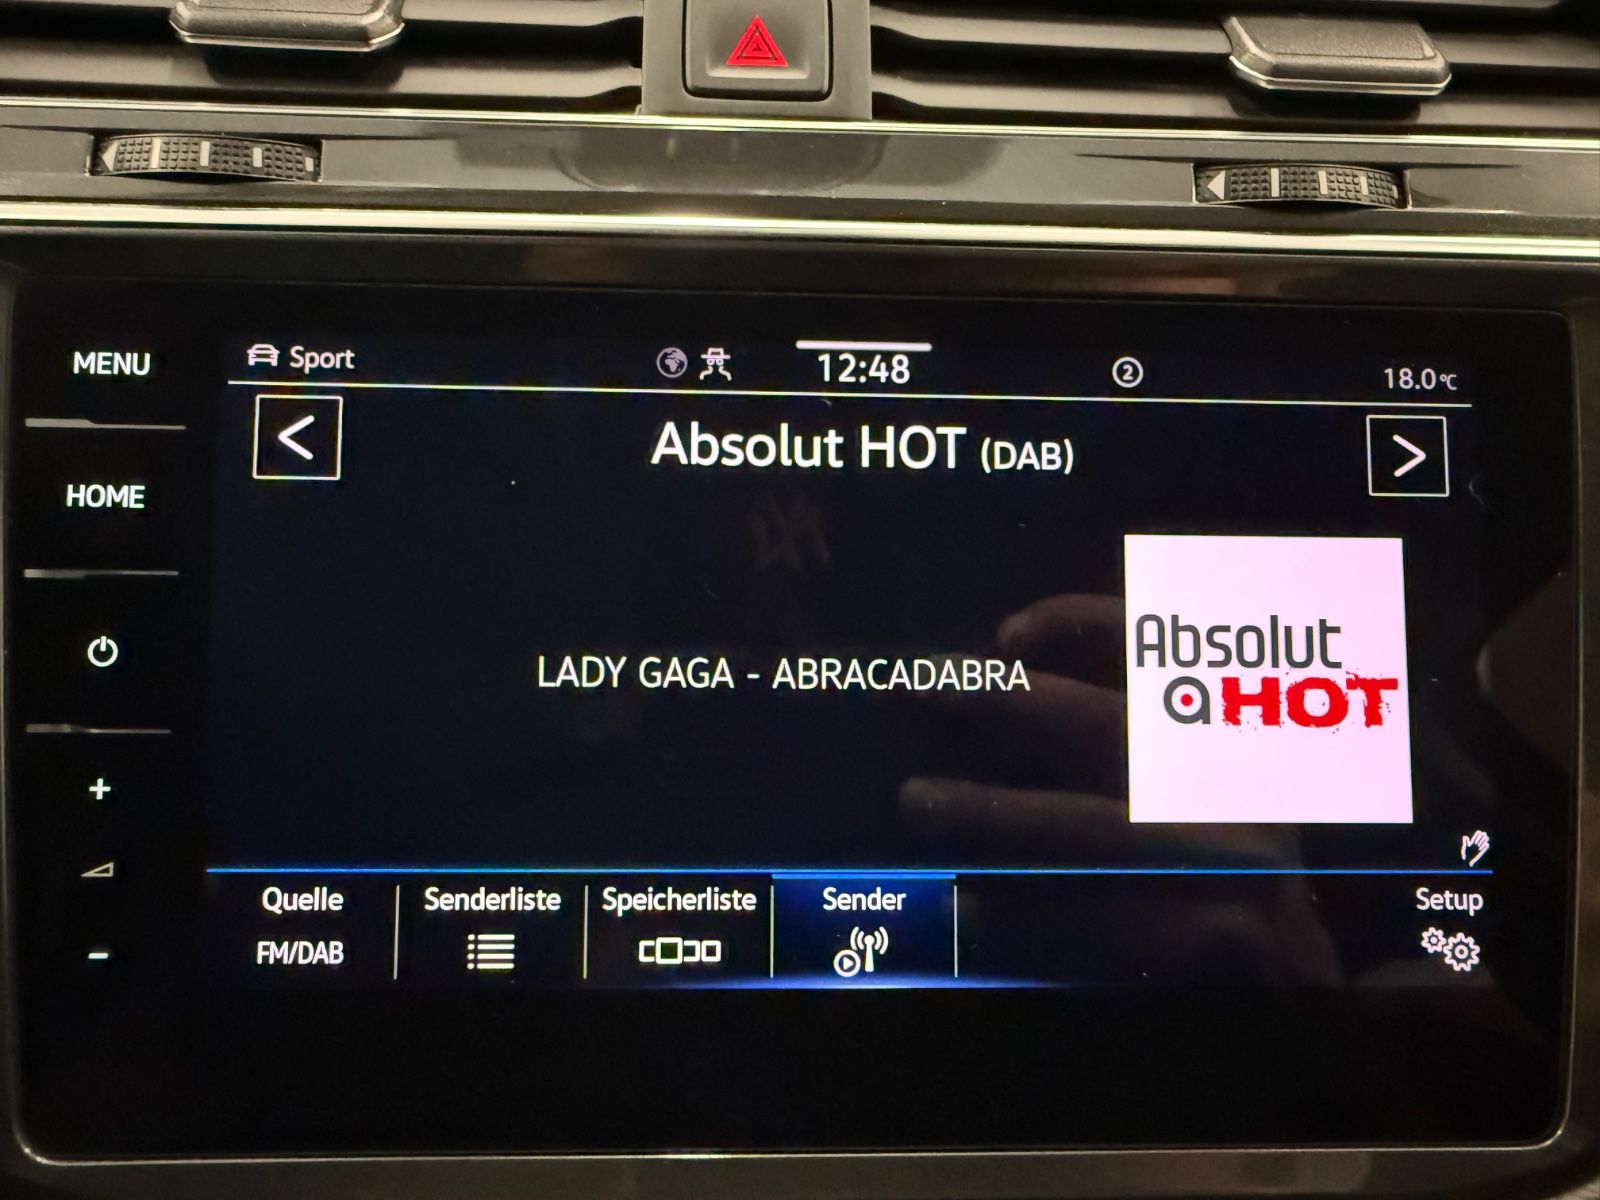 MENU
Sport
12:48
2
18.0°C
Absolut HOT (DAB)
HOME
LADY GAGA - ABRACADABRA
Absolut
a HOT
Quelle
FM/DAB
Senderliste
Speicherliste
Sender
Setup